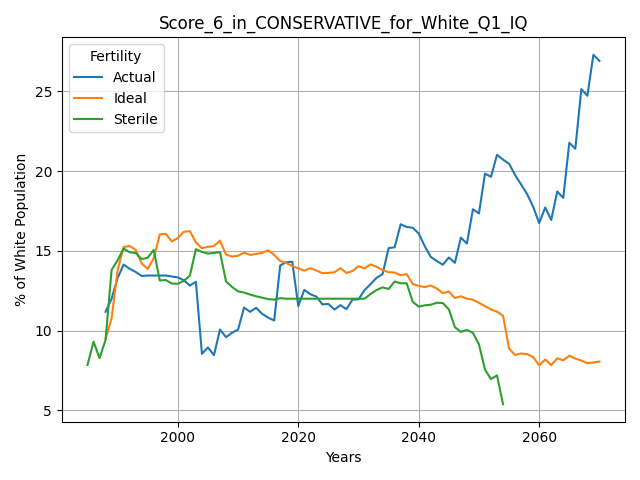 Score_6_in_CONSERVATIVE_for_White_Q1_IQ
Fertility
Actual
Ideal
Sterile
% of White Population
25
20
15
10
5
2000 2020 2040 2060
Years